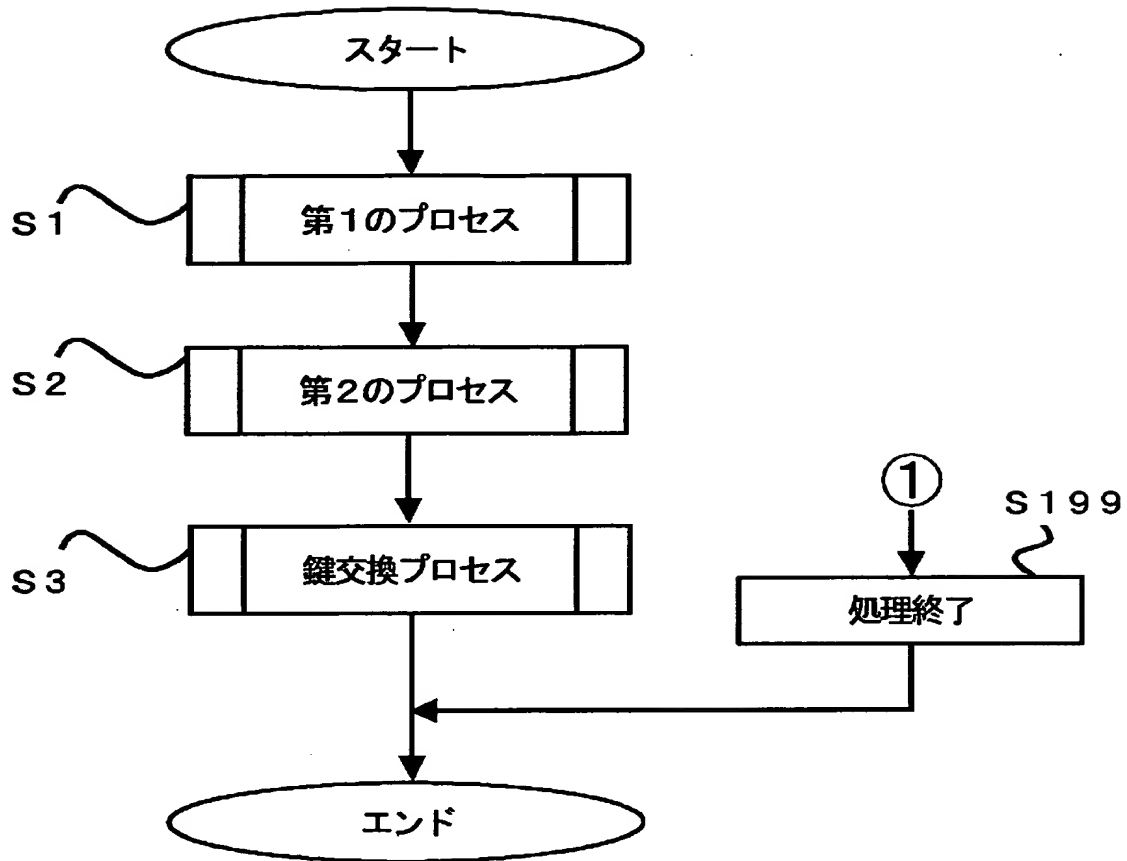 スタート
S1
第1のプロセス
S2
第2のプロセス
S3
鍵交換プロセス
①
S199
処理終了
エンド